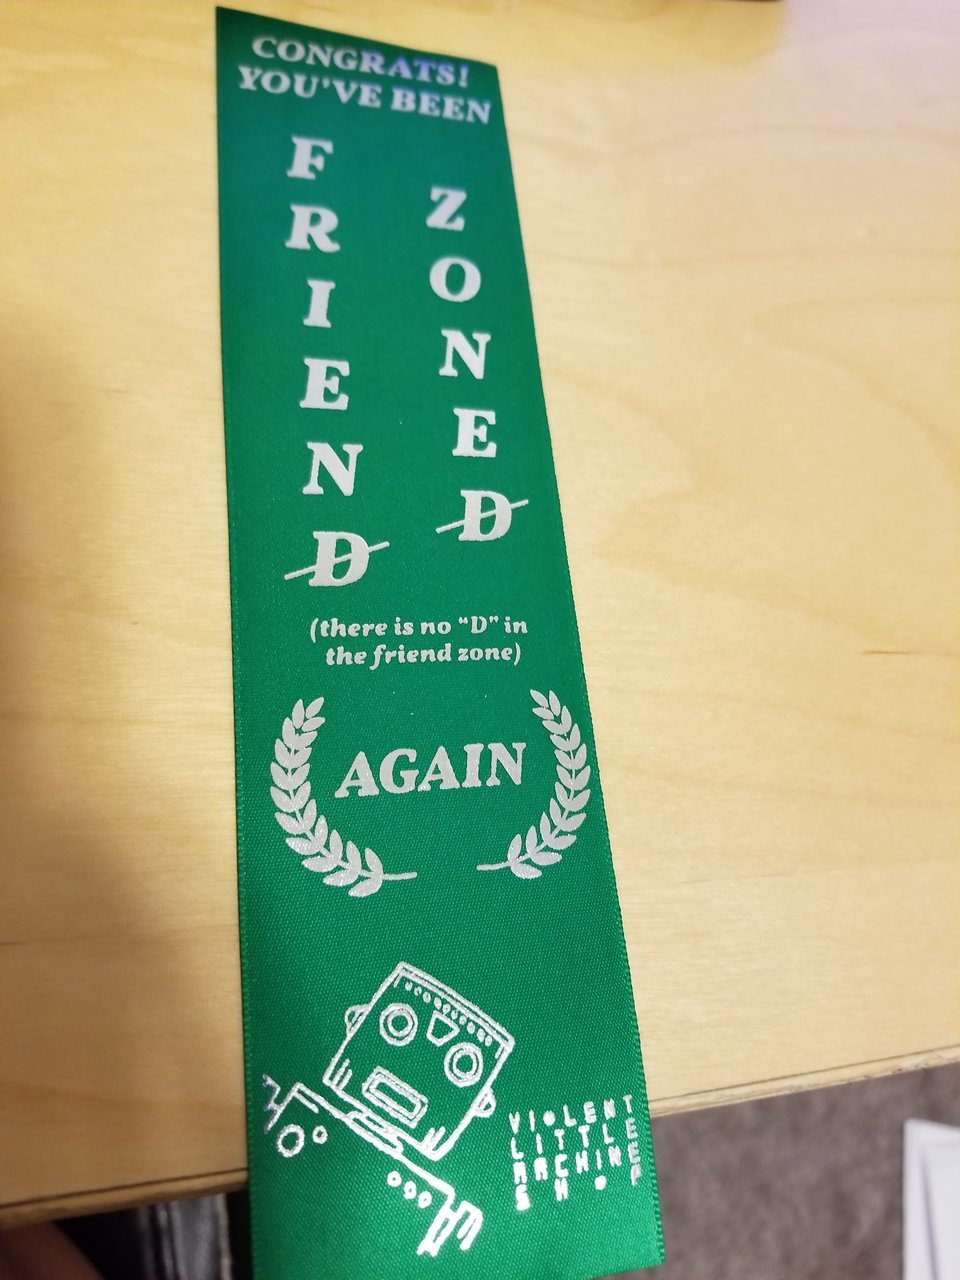 CONGRATS!
YOU'VE BEEN
FRIEND
ZONED
(there is no "D" in
the friend zone)
AGAIN
VIOLENT
LITTLE
MACHINE
SHOP